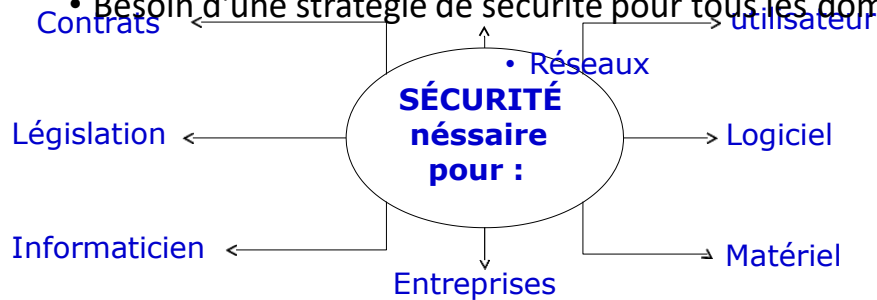 • Besoin d'une stratégie de sécurité pour tous les dom
Contrats
utilisateur
• Réseaux
SÉCURITÉ
néssaire
pour :
Législation
Logiciel
Informaticien
Matériel
Entreprises